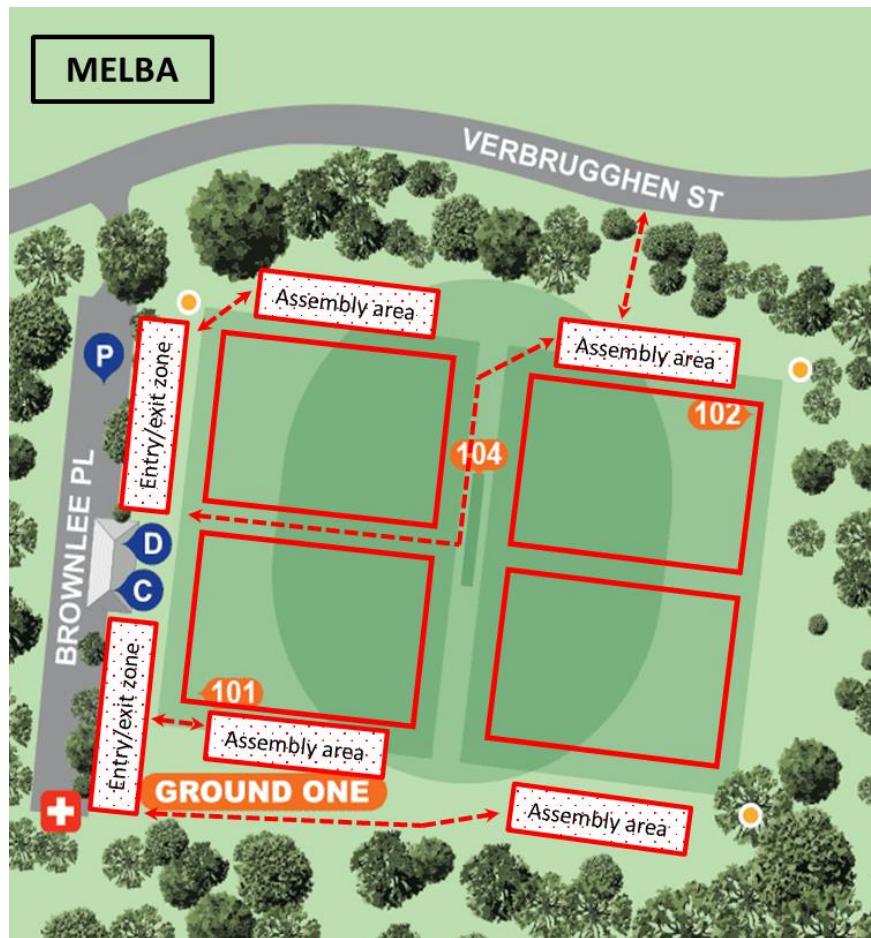 MELBA
VERBRUGGHEN ST
Assembly area
Assembly area
P
Entry/exit zone
102
104
BROWNLEE PL
D
C
Entry/exit zone
101
Assembly area
GROUND ONE
Assembly area